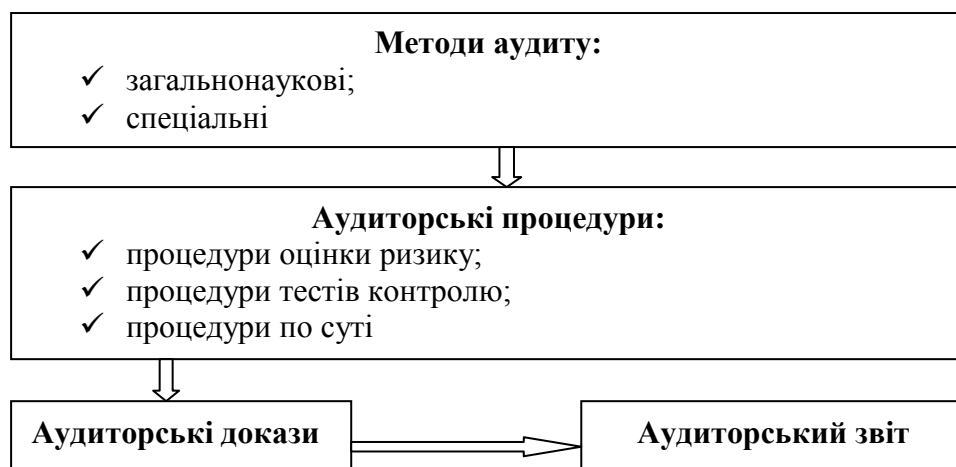 Методи аудиту:
✓ загальнонаукові;
✓ спеціальні
Аудиторські процедури:
✓ процедури оцінки ризику;
✓ процедури тестів контролю;
✓ процедури по суті
Аудиторські докази
Аудиторський звіт